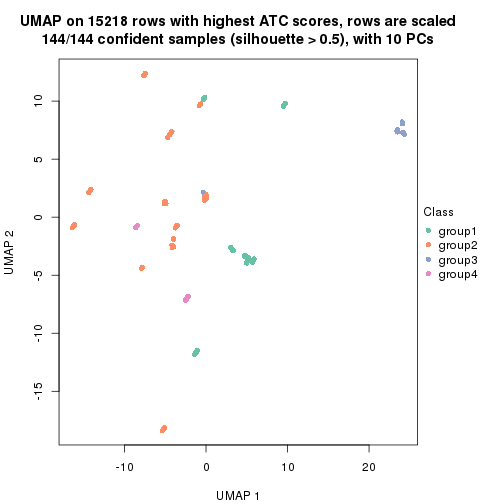 UMAP on 15218 rows with highest ATC scores, rows are scaled
144/144 confident samples (silhouette > 0.5), with 10 PCs
10
5
0
-5
-10
-15
UMAP 2
-10 0 10 20
UMAP 1
Class
group1
group2
group3
group4